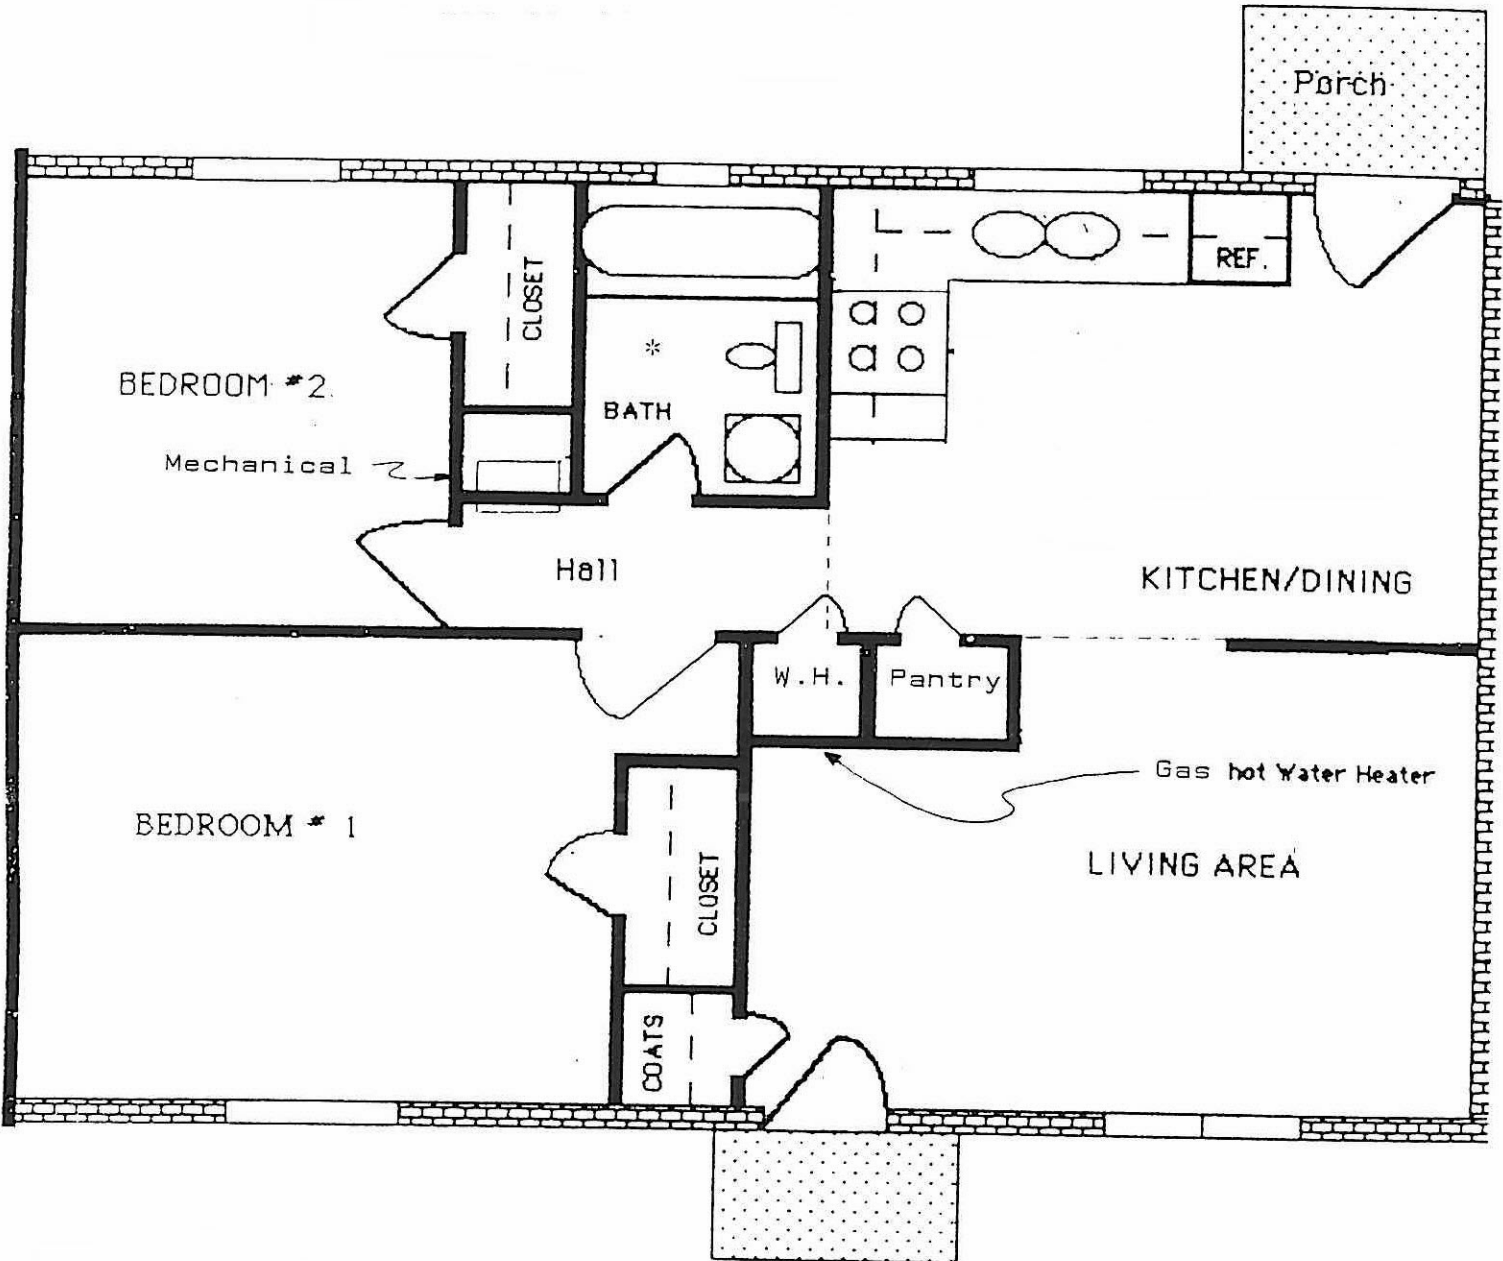 Porch
REF.
CLOSET
*
BEDROOM #2
BATH
Mechanical
Hall
KITCHEN/DINING
W.H.
Pantry
Gas hot Water Heater
BEDROOM # 1
LIVING AREA
CLOSET
COATS